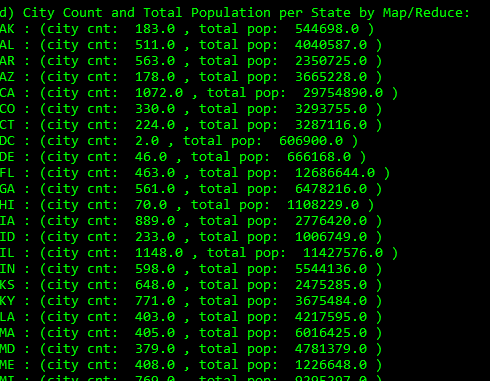 d) City Count and Total Population per State by Map/Reduce:
AK : (city cnt:  183.0 , total pop:  544698.0 )
AL : (city cnt:  511.0 , total pop:  4040587.0 )
AR : (city cnt:  563.0 , total pop:  2350725.0 )
AZ : (city cnt:  178.0 , total pop:  3665228.0 )
CA : (city cnt:  1072.0 , total pop:  29754890.0 )
CO : (city cnt:  330.0 , total pop:  3293755.0 )
CT : (city cnt:  224.0 , total pop:  3287116.0 )
DC : (city cnt:  2.0 , total pop:  606900.0 )
DE : (city cnt:  46.0 , total pop:  666168.0 )
FL : (city cnt:  463.0 , total pop:  12686644.0 )
GA : (city cnt:  561.0 , total pop:  6478216.0 )
HI : (city cnt:  70.0 , total pop:  1108229.0 )
IA : (city cnt:  889.0 , total pop:  2776420.0 )
ID : (city cnt:  233.0 , total pop:  1006749.0 )
IL : (city cnt:  1148.0 , total pop:  11427576.0 )
IN : (city cnt:  598.0 , total pop:  5544136.0 )
KS : (city cnt:  648.0 , total pop:  2475285.0 )
KY : (city cnt:  771.0 , total pop:  3675484.0 )
LA : (city cnt:  403.0 , total pop:  4217595.0 )
MA : (city cnt:  405.0 , total pop:  6016425.0 )
MD : (city cnt:  379.0 , total pop:  4781379.0 )
ME : (city cnt:  408.0 , total pop:  1226648.0 )
MI : (city cnt:  769.0 , total pop:  9295297.0 )